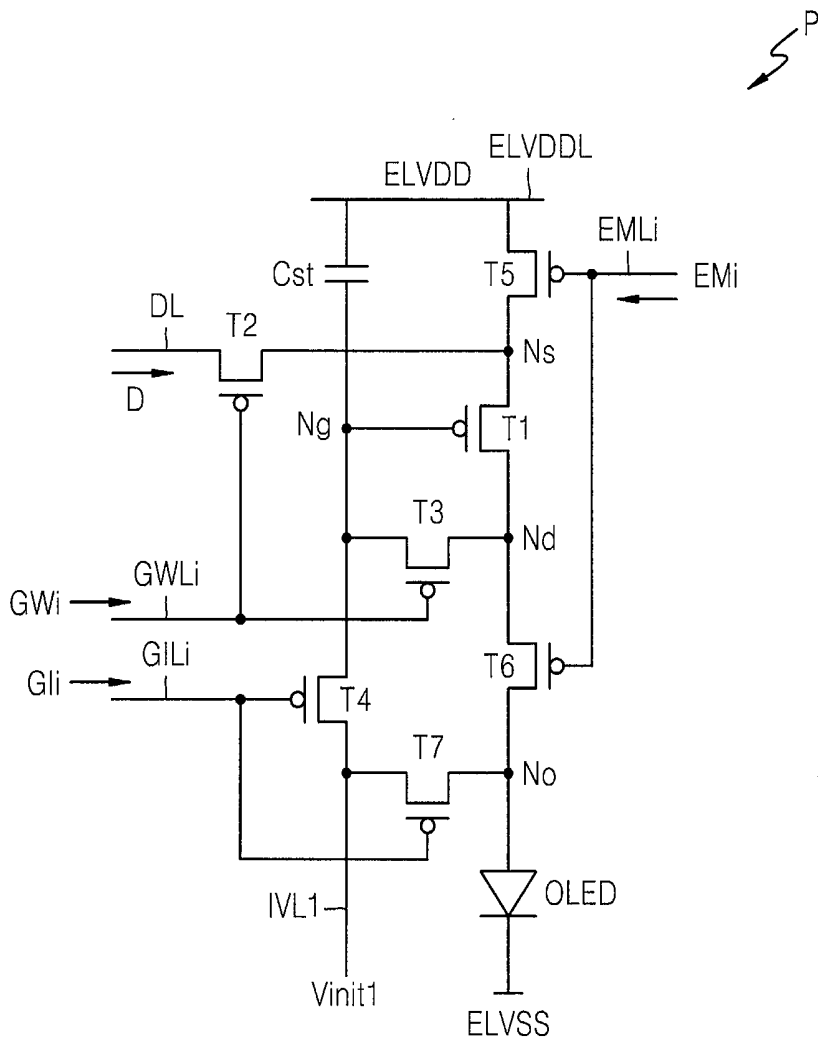 P
ELVDDL
ELVDD
EMLi
Cst
T5
EMi
DL
T2
Ns
D
Ng
T1
T3
Nd
GWLi
GWi
GILi
T6
GIi
T4
T7
No
IVL1
OLED
Vinit1
ELVSS